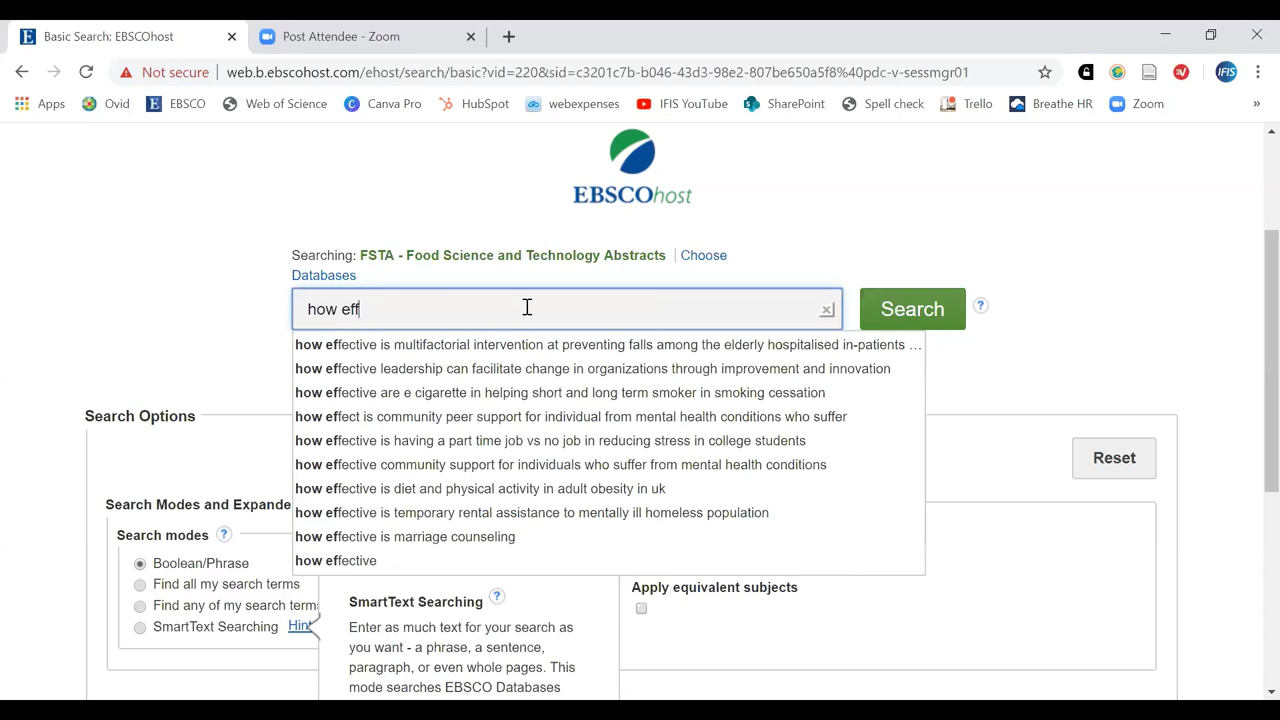 Basic Search: EBSCOhost
Post Attendee - Zoom
Not secure
web.b.ebscohost.com/ehost/search/basic?vid=220&sid=c3201c7b-b046-43d3-98e2-807be650a5f8%40pdc-v-sessmgr01
IFIS
Apps
Ovid
EBSCO
Web of Science
Canva Pro
HubSpot
webexpenses
IFIS YouTube
SharePoint
Spell check
Trello
Breathe HR
Zoom
»
EBSCOhost
Searching: FSTA - Food Science and Technology Abstracts | Choose
Databases
how eff
Search
how effective is multifactorial intervention at preventing falls among the elderly hospitalised in-patients ...
how effective leadership can facilitate change in organizations through improvement and innovation
how effective are e cigarette in helping short and long term smoker in smoking cessation
how effect is community peer support for individual from mental health conditions who suffer
how effective is having a part time job vs no job in reducing stress in college students
how effective community support for individuals who suffer from mental health conditions
how effective is diet and physical activity in adult obesity in uk
how effective is temporary rental assistance to mentally ill homeless population
how effective is marriage counseling
how effective
Search Options
Reset
Search Modes and Expande
Search modes
Boolean/Phrase
Find all my search terms
Find any of my search terms
SmartText Searching Hint
SmartText Searching
Enter as much text for your search as
you want - a phrase, a sentence,
paragraph, or even whole pages. This
mode searches EBSCO Databases
Apply equivalent subjects